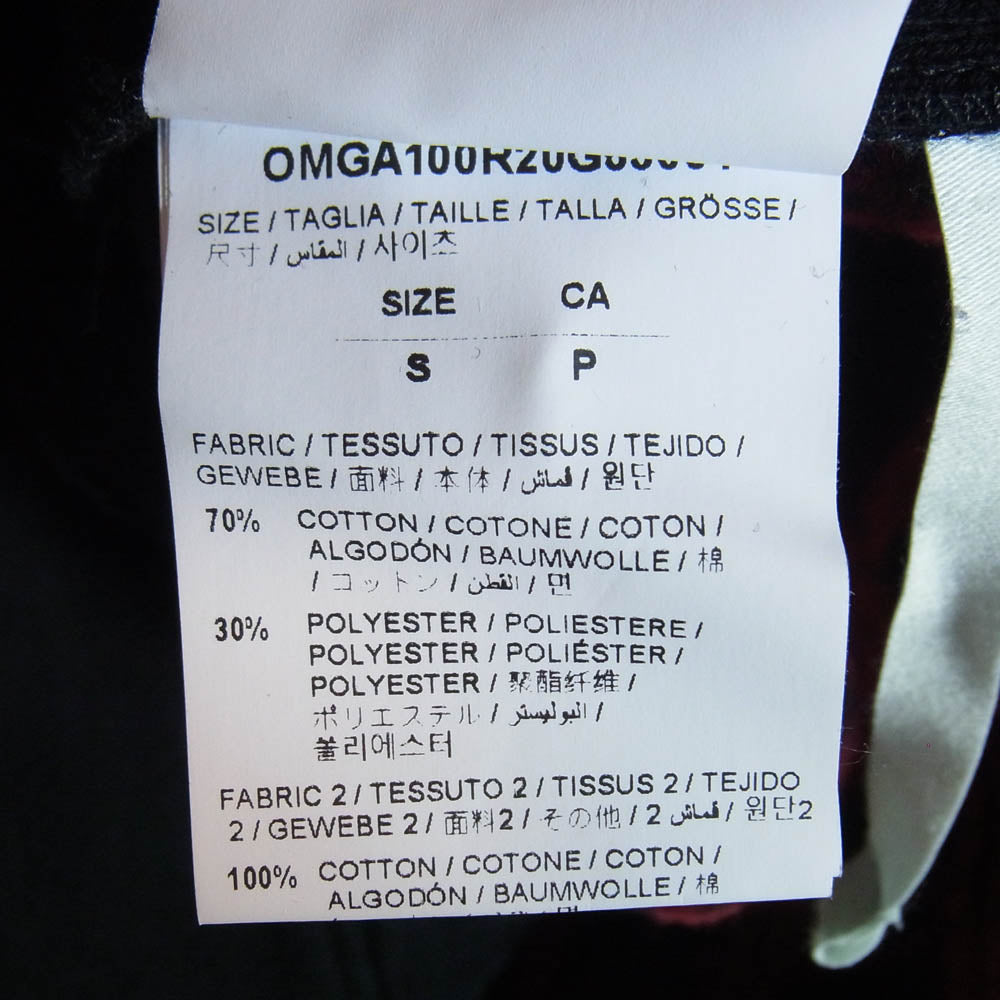 SIZE / TAGLIA / TAILLE / TALLA / GRÖSSE /
尺寸 / المقاس / 사이즈
SIZE CA
S P
FABRIC / TESSUTO / TISSUS / TEJIDO /
GEWEBE / 面料 / 本体 / قماش / 원단
70% COTTON / COTONE / COTON /
ALGODÓN / BAUMWOLLE / 棉
/ コットン / القطن / 면
30% POLYESTER / POLIESTERE /
POLYESTER / POLIÉSTER /
POLYESTER / 聚酯纤维 /
ポリエステル / البوليستر /
폴리에스터
FABRIC 2 / TESSUTO 2 / TISSUS 2 / TEJIDO
2 / GEWEBE 2 / 面料2 / その他 / 2 قماش / 원단2
100% COTTON / COTONE / COTON /
ALGODÓN / BAUMWOLLE / 棉